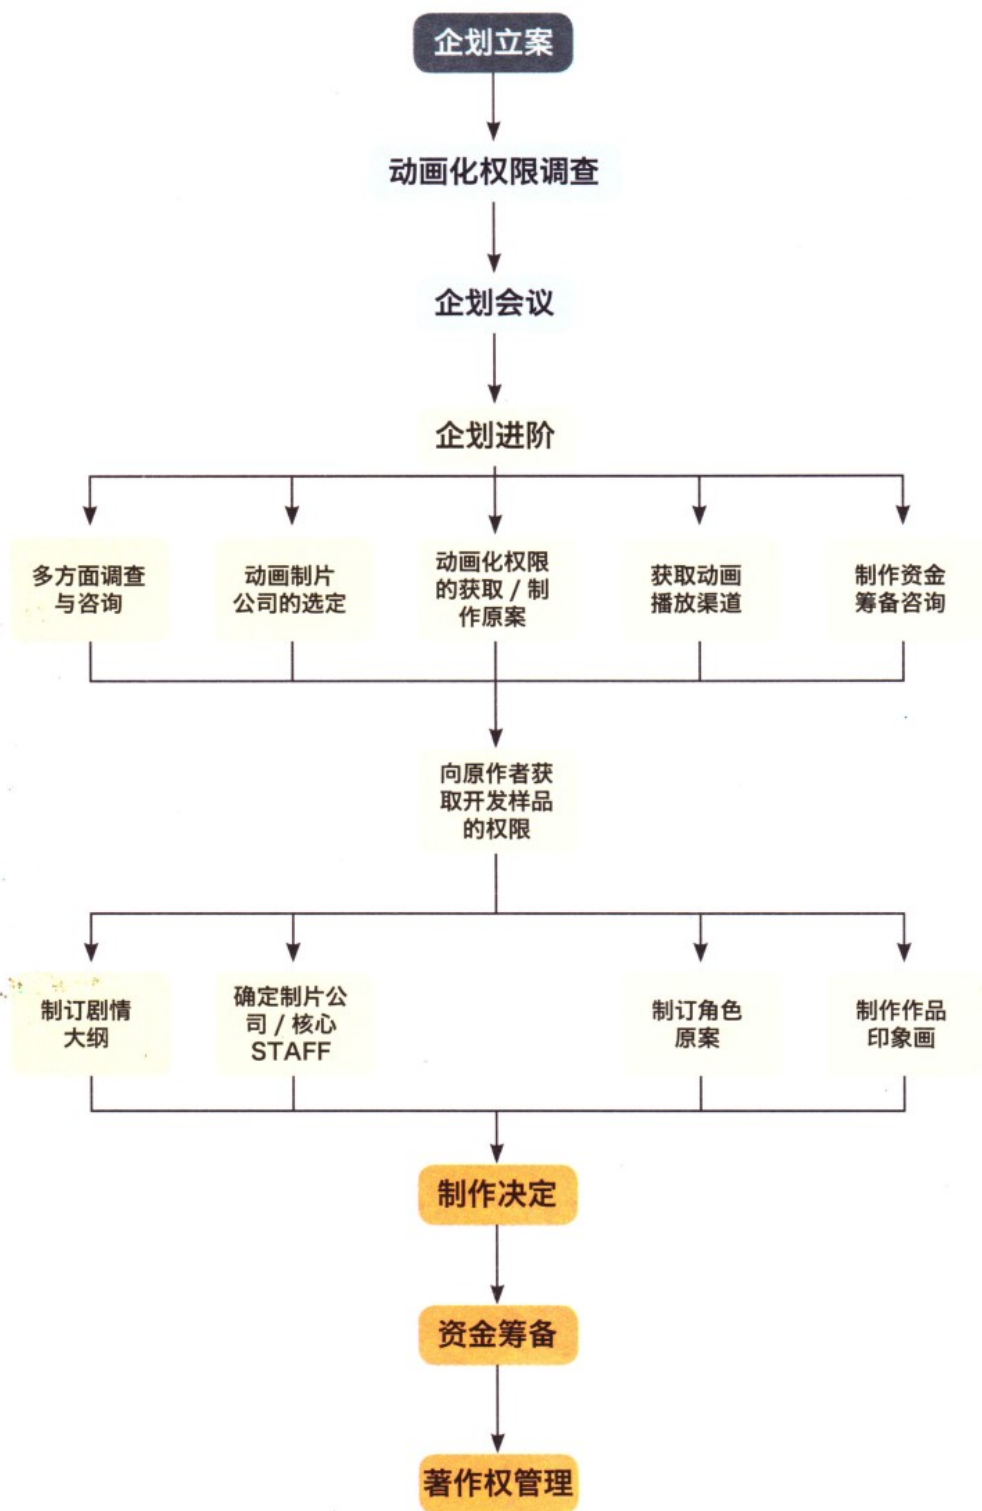 企划立案
动画化权限调查
企划会议
企划进阶
多方面调查
与咨询
动画制片
公司的选定
动画化权限
的获取 / 制
作原案
获取动画
播放渠道
制作资金
筹备咨询
向原作者获
取开发样品
的权限
制订剧情
大纲
确定制片公
司 / 核心
STAFF
制订角色
原案
制作作品
印象画
制作决定
资金筹备
著作权管理